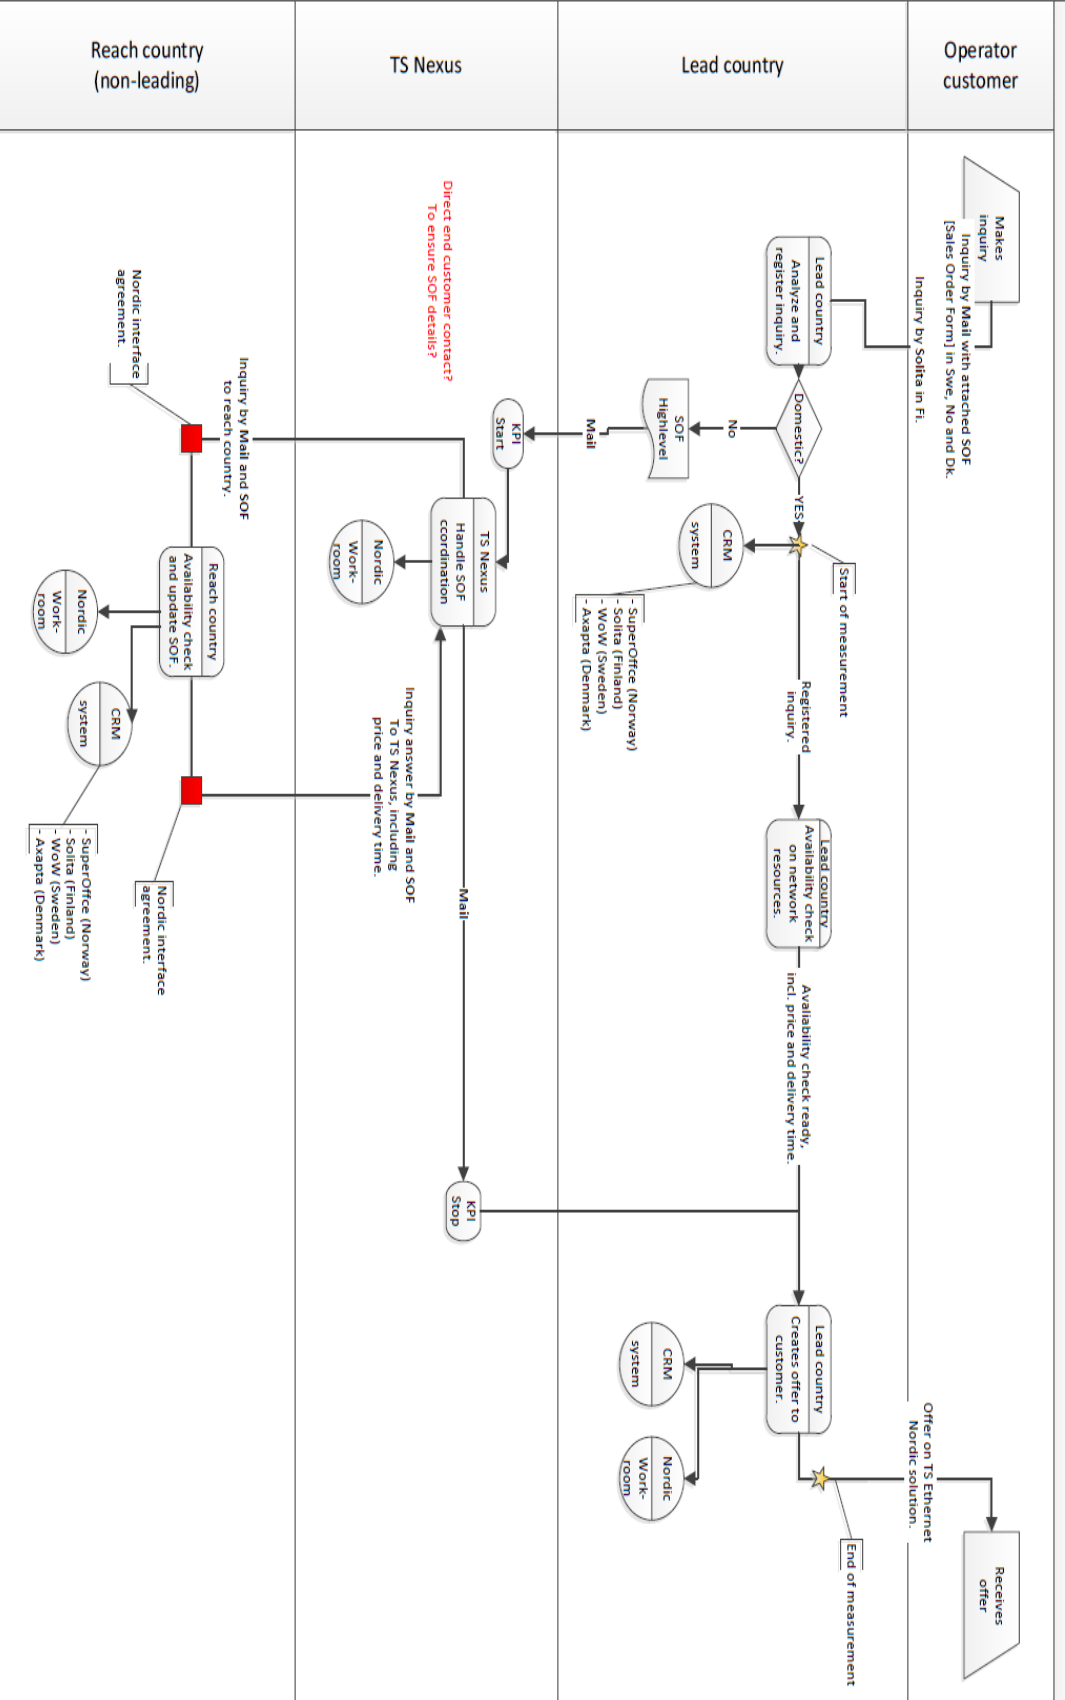 Reach country
(non-leading)
TS Nexus
Lead country
Operator
customer
Makes
inquiry
Inquiry by Mail with attached SOF
[Sales Order Form] in Swe, No and Dk.
Inquiry by Solita in Fi.
Lead country
Analyze and
register inquiry.
Domestic?
YES
No
SOF
Highlevel
Mail
KPI
Start
Start of measurement
CRM
system
- SuperOffce (Norway)
- Solita (Finland)
- WoW (Sweden)
- Axapta (Denmark)
Registered
inquiry.
Lead country
Availability check
on network
resources.
Avaliability check ready,
incl. price and delivery time.
Lead country
Creates offer to
customer.
CRM
system
Nordic
Work-
room
End of measurement
Offer on TS Ethernet
Nordic solution.
Receives
offer
Direct end customer contact?
To ensure SOF details?
TS Nexus
Handle SOF
ccordination
Nordic
Work-
room
Mail
KPI
Stop
Inquiry answer by Mail and SOF
To TS Nexus, including
price and delivery time.
Inquiry by Mail and SOF
to reach country.
Nordic interface
agreement.
Reach country
Availability check
and update SOF.
Nordic
Work-
room
CRM
system
- SuperOffce (Norway)
- Solita (Finland)
- WoW (Sweden)
- Axapta (Denmark)
Nordic interface
agreement.